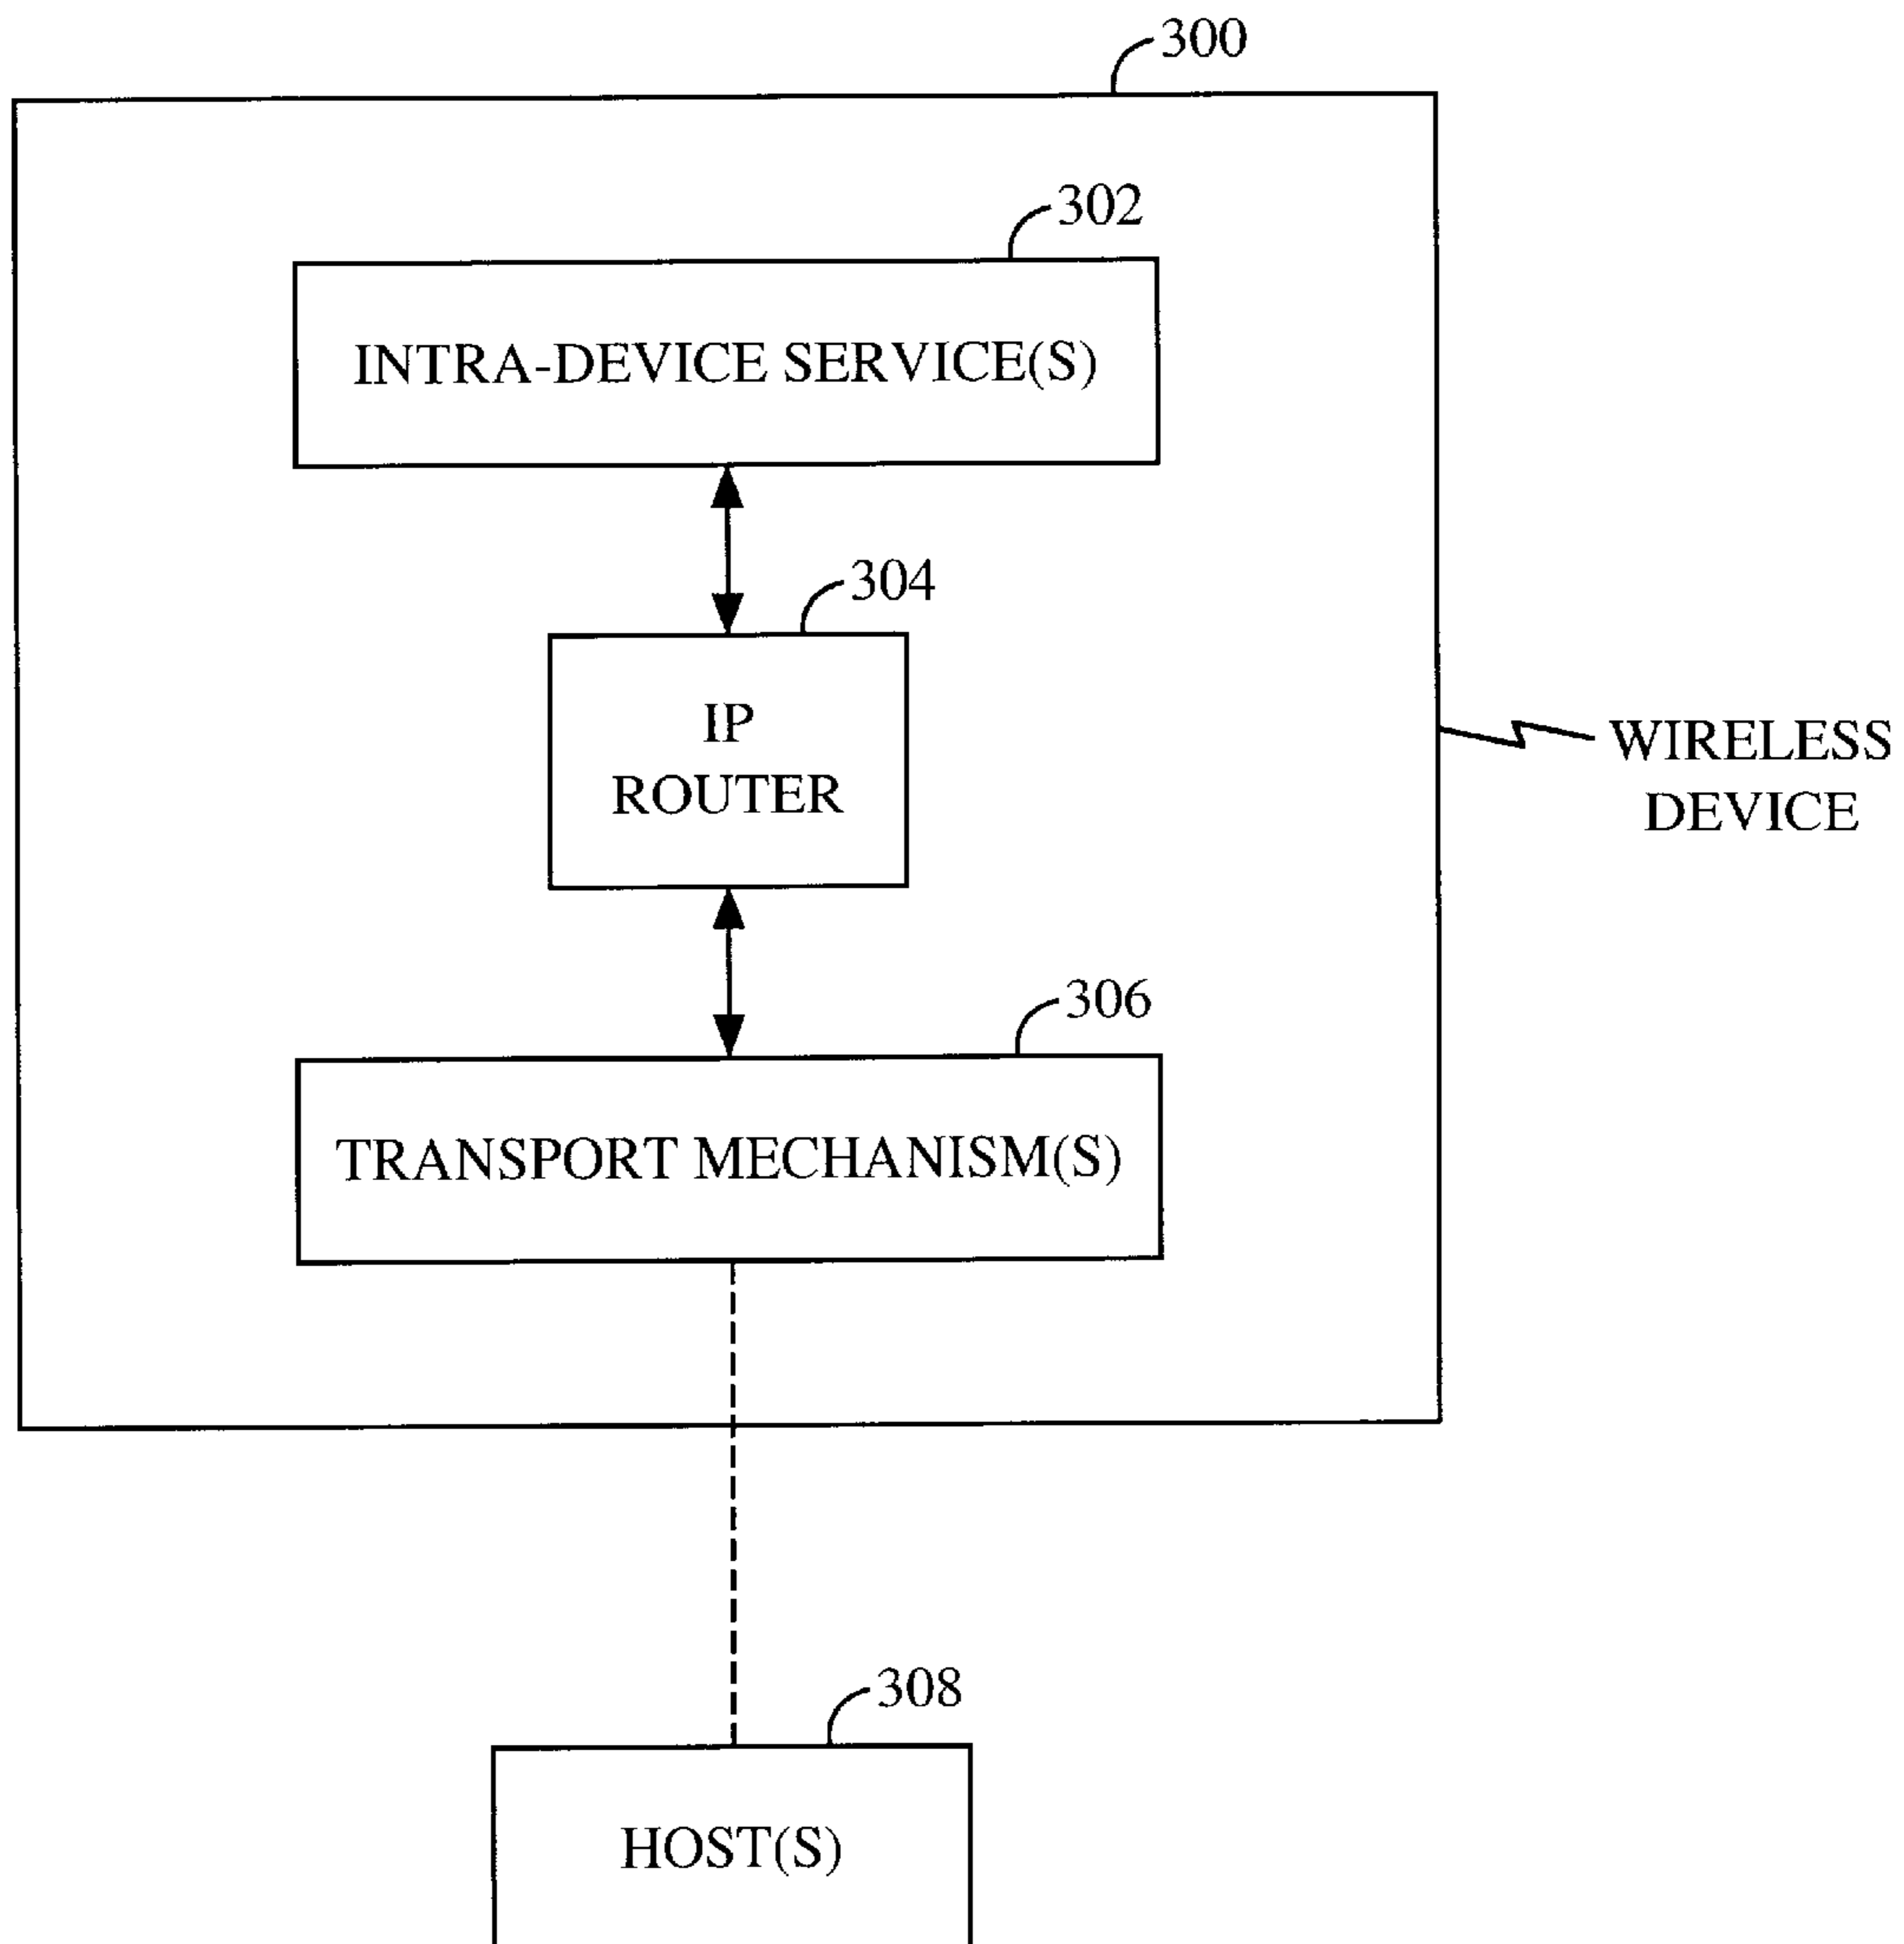 300
302
INTRA-DEVICE SERVICE(S)
304
IP
ROUTER
WIRELESS
DEVICE
306
TRANSPORT MECHANISM(S)
308
HOST(S)